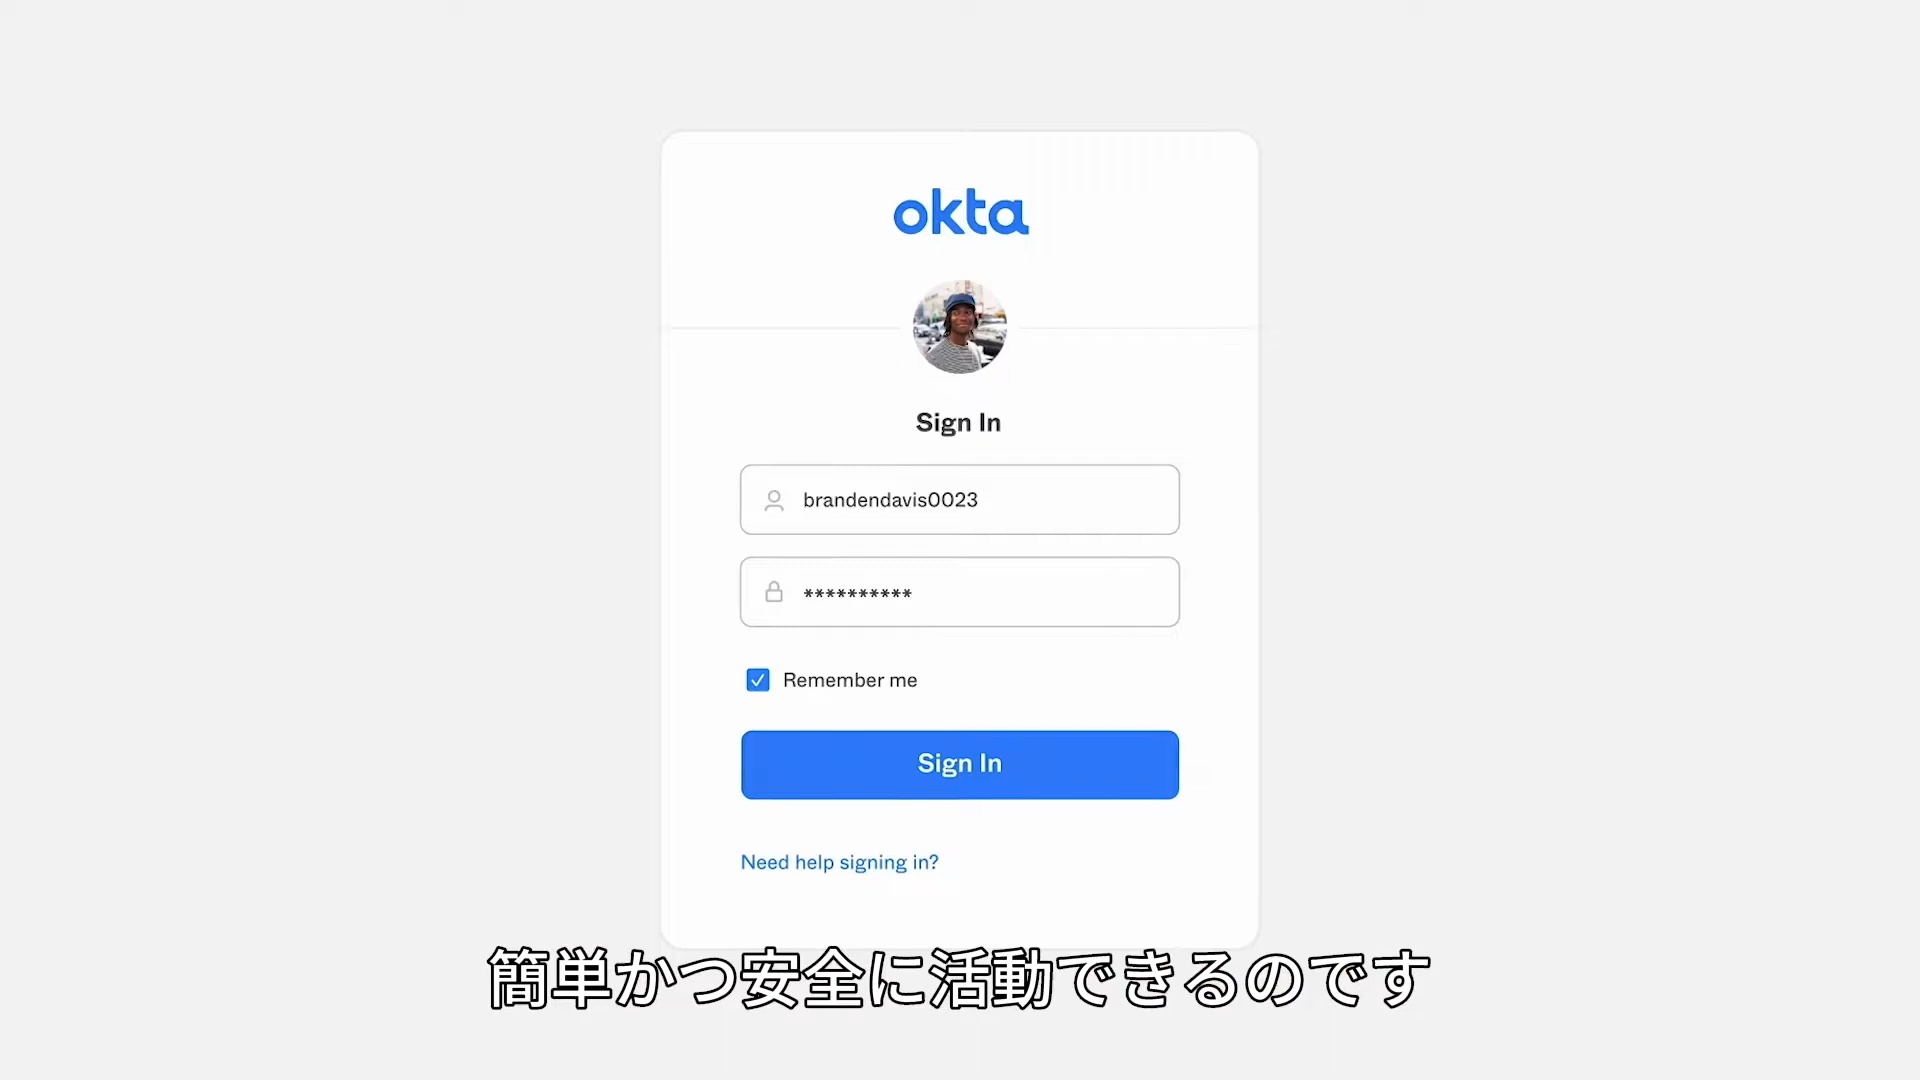 okta
Sign In
brandendavis0023
**********
Remember me
Sign In
Need help signing in?
簡単かつ安全に活動できるのです